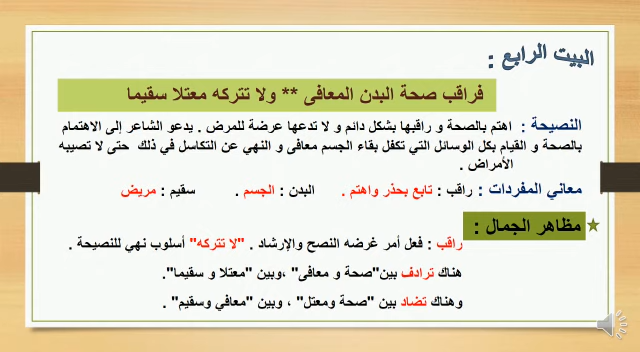 البيت الرابع :
فراقب صحة البدن المعافى ** ولا تتركه معتلا سقيما
النصيحة : اهتم بالصحة و راقبها بشكل دائم و لا تدعها عرضة للمرض . يدعو الشاعر إلى الاهتمام
بالصحة و القيام بكل الوسائل التي تكفل بقاء الجسم معافى و النهي عن التكاسل في ذلك حتى لا تصيبه
الأمراض .
معاني المفردات : راقب : تابع بحذر واهتم . البدن : الجسم . سقيم : مريض
مظاهر الجمال :
راقب : فعل أمر غرضه النصح والإرشاد . "لا تتركه" أسلوب نهي للنصيحة .
هناك ترادف بين"صحة و معافى" ،وبين "معتلا و سقيما".
وهناك تضاد بين "صحة ومعتل" ، وبين "معافي وسقيم" .